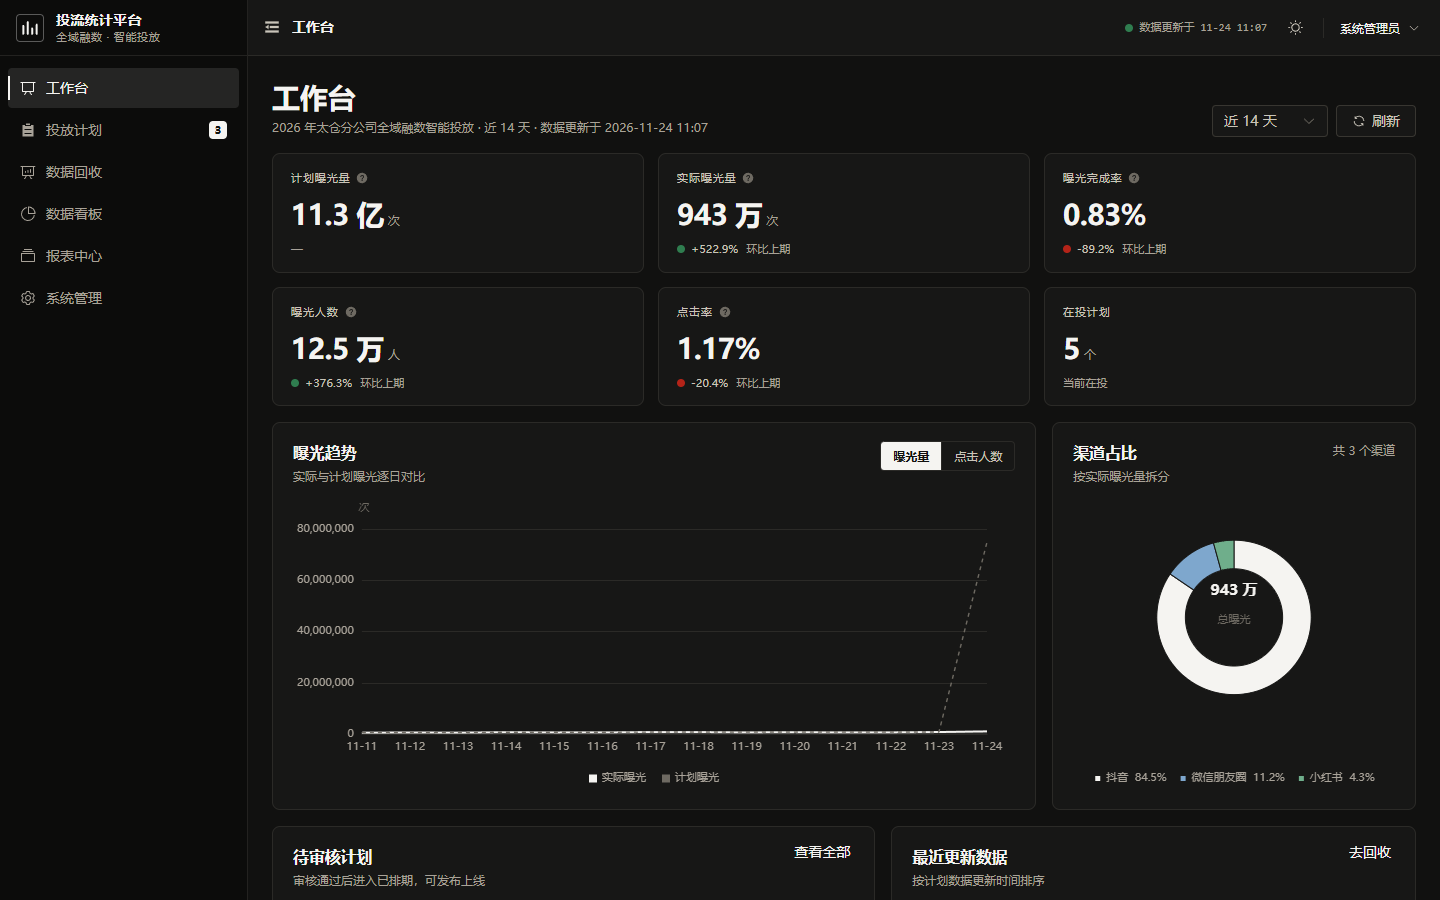 投流统计平台
全域融数 · 智能投放
工作台
数据更新于 11-24 11:07
系统管理员
工作台
投放计划 3
数据回收
数据看板
报表中心
系统管理
工作台
2026 年太仓分公司全域融数智能投放 · 近 14 天 · 数据更新于 2026-11-24 11:07
近 14 天
刷新
计划曝光量 ?
11.3 亿 次
—
实际曝光量 ?
943 万 次
+522.9% 环比上期
曝光完成率 ?
0.83%
-89.2% 环比上期
曝光人数 ?
12.5 万 人
+376.3% 环比上期
点击率 ?
1.17%
-20.4% 环比上期
在投计划
5 个
当前在投
曝光趋势
实际与计划曝光逐日对比
曝光量 点击人数
次
80,000,000
60,000,000
40,000,000
20,000,000
0
11-11 11-12 11-13 11-14 11-15 11-16 11-17 11-18 11-19 11-20 11-21 11-22 11-23 11-24
实际曝光 计划曝光
渠道占比
共 3 个渠道
按实际曝光量拆分
943 万
总曝光
抖音 84.5% 微信朋友圈 11.2% 小红书 4.3%
待审核计划
查看全部
审核通过后进入已排期，可发布上线
最近更新数据
去回收
按计划数据更新时间排序